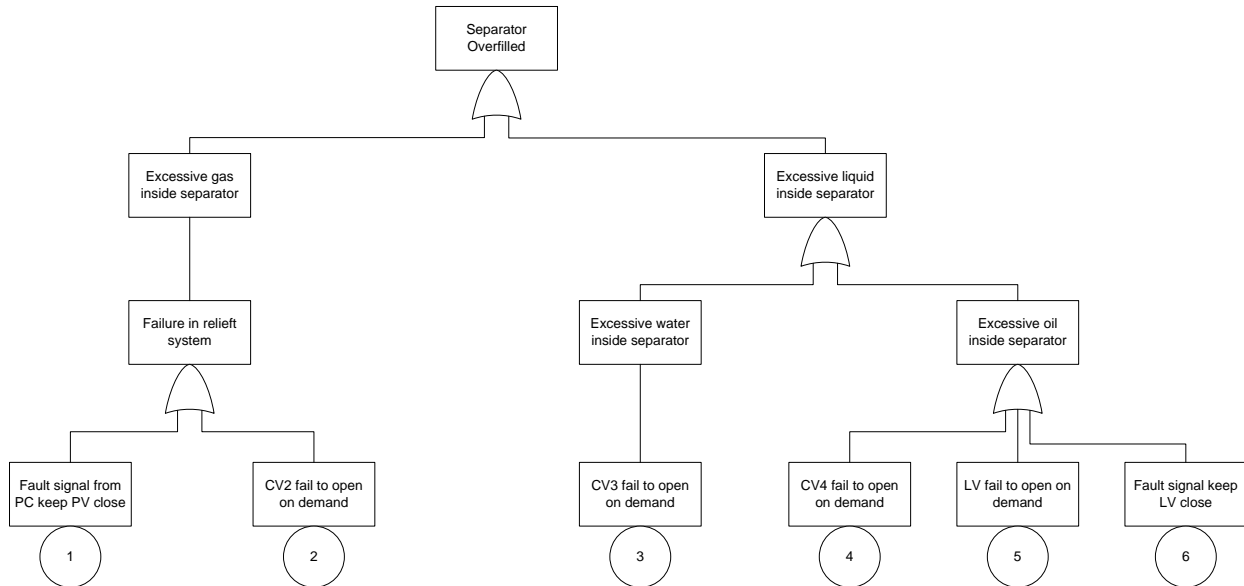 Separator
Overfilled
Excessive gas
inside separator
Excessive liquid
inside separator
Failure in relieft
system
Excessive water
inside separator
Excessive oil
inside separator
Fault signal from
PC keep PV close
CV2 fail to open
on demand
CV3 fail to open
on demand
CV4 fail to open
on demand
LV fail to open on
demand
Fault signal keep
LV close
1
2
3
4
5
6